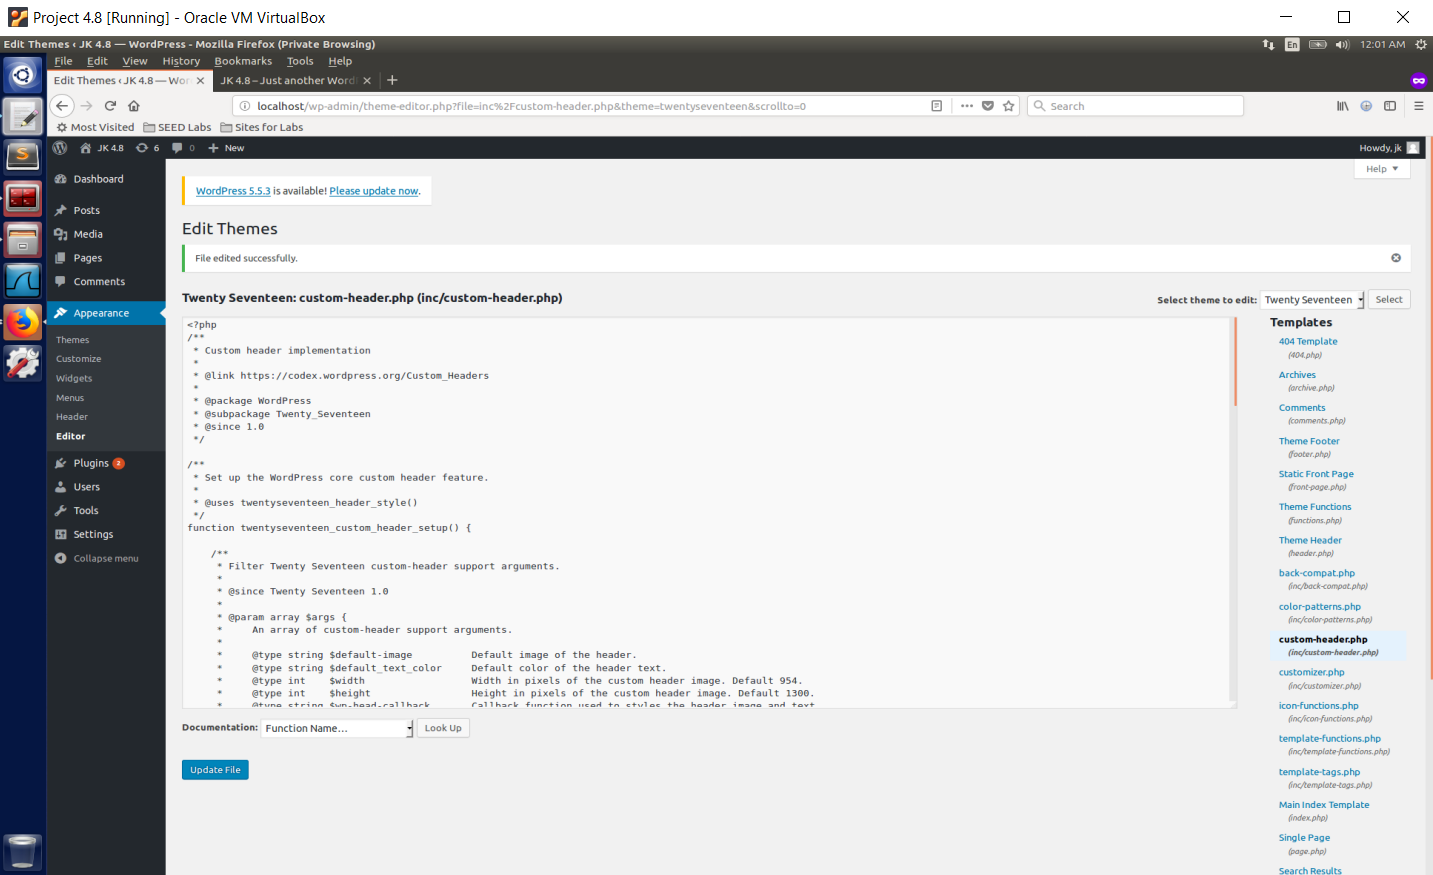 Project 4.8 [Running] - Oracle VM VirtualBox
Edit Themes ‹ JK 4.8 — WordPress - Mozilla Firefox (Private Browsing)
En
12:01 AM
File Edit View History Bookmarks Tools Help
Edit Themes ‹ JK 4.8 — Wor
JK 4.8 – Just another Word
localhost/wp-admin/theme-editor.php?file=inc%2Fcustom-header.php&theme=twentyseventeen&scrollto=0
Search
Most Visited SEED Labs Sites for Labs
JK 4.8 6 0 + New
Howdy, jk
Help
Dashboard
Posts
Media
Pages
Comments
Appearance
Themes
Customize
Widgets
Menus
Header
Editor
Plugins 2
Users
Tools
Settings
Collapse menu
WordPress 5.5.3 is available! Please update now.
Edit Themes
File edited successfully.
Twenty Seventeen: custom-header.php (inc/custom-header.php)
Select theme to edit: Twenty Seventeen Select
<?php
/**
 * Custom header implementation
 *
 * @link https://codex.wordpress.org/Custom_Headers
 *
 * @package WordPress
 * @subpackage Twenty_Seventeen
 * @since 1.0
 */
/**
 * Set up the WordPress core custom header feature.
 *
 * @uses twentyseventeen_header_style()
 */
function twentyseventeen_custom_header_setup() {
/**
 * Filter Twenty Seventeen custom-header support arguments.
 *
 * @since Twenty Seventeen 1.0
 *
 * @param array $args {
 * An array of custom-header support arguments.
 *
 * @type string $default-image Default image of the header.
 * @type string $default_text_color Default color of the header text.
 * @type int $width Width in pixels of the custom header image. Default 954.
 * @type int $height Height in pixels of the custom header image. Default 1300.
 * @type string $wp-head-callback Callback function used to styles the header image and text
Documentation: Function Name... Look Up
Update File
Templates
404 Template
(404.php)
Archives
(archive.php)
Comments
(comments.php)
Theme Footer
(footer.php)
Static Front Page
(front-page.php)
Theme Functions
(functions.php)
Theme Header
(header.php)
back-compat.php
(inc/back-compat.php)
color-patterns.php
(inc/color-patterns.php)
custom-header.php
(inc/custom-header.php)
customizer.php
(inc/customizer.php)
icon-functions.php
(inc/icon-functions.php)
template-functions.php
(inc/template-functions.php)
template-tags.php
(inc/template-tags.php)
Main Index Template
(index.php)
Single Page
(page.php)
Search Results